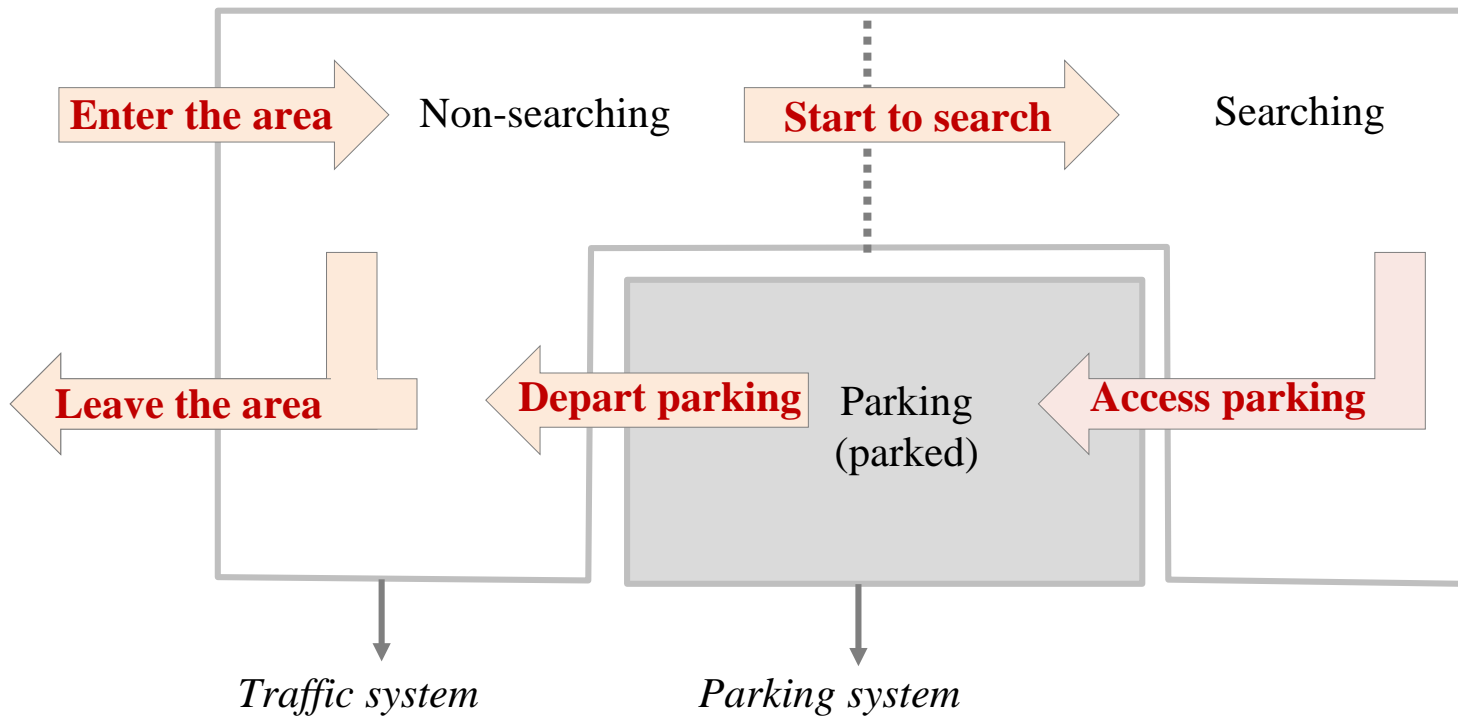 Enter the area
Non-searching
Start to search
Searching
Leave the area
Depart parking
Parking
(parked)
Access parking
Traffic system
Parking system